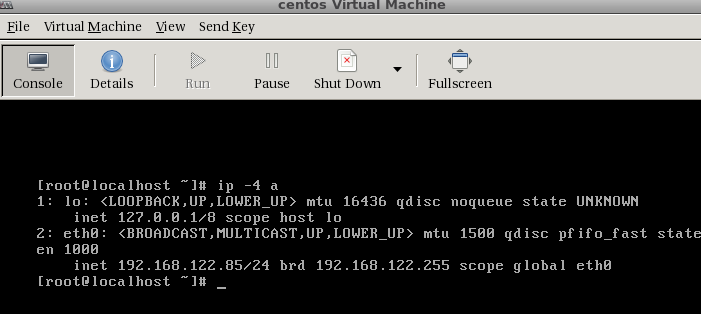 centos Virtual Machine
File Virtual Machine View Send Key
Console Details Run Pause Shut Down Fullscreen
[root@localhost ~]# ip -4 a
1: lo: <LOOPBACK,UP,LOWER_UP> mtu 16436 qdisc noqueue state UNKNOWN
inet 127.0.0.1/8 scope host lo
2: eth0: <BROADCAST,MULTICAST,UP,LOWER_UP> mtu 1500 qdisc pfifo_fast state
en 1000
inet 192.168.122.85/24 brd 192.168.122.255 scope global eth0
[root@localhost ~]# _